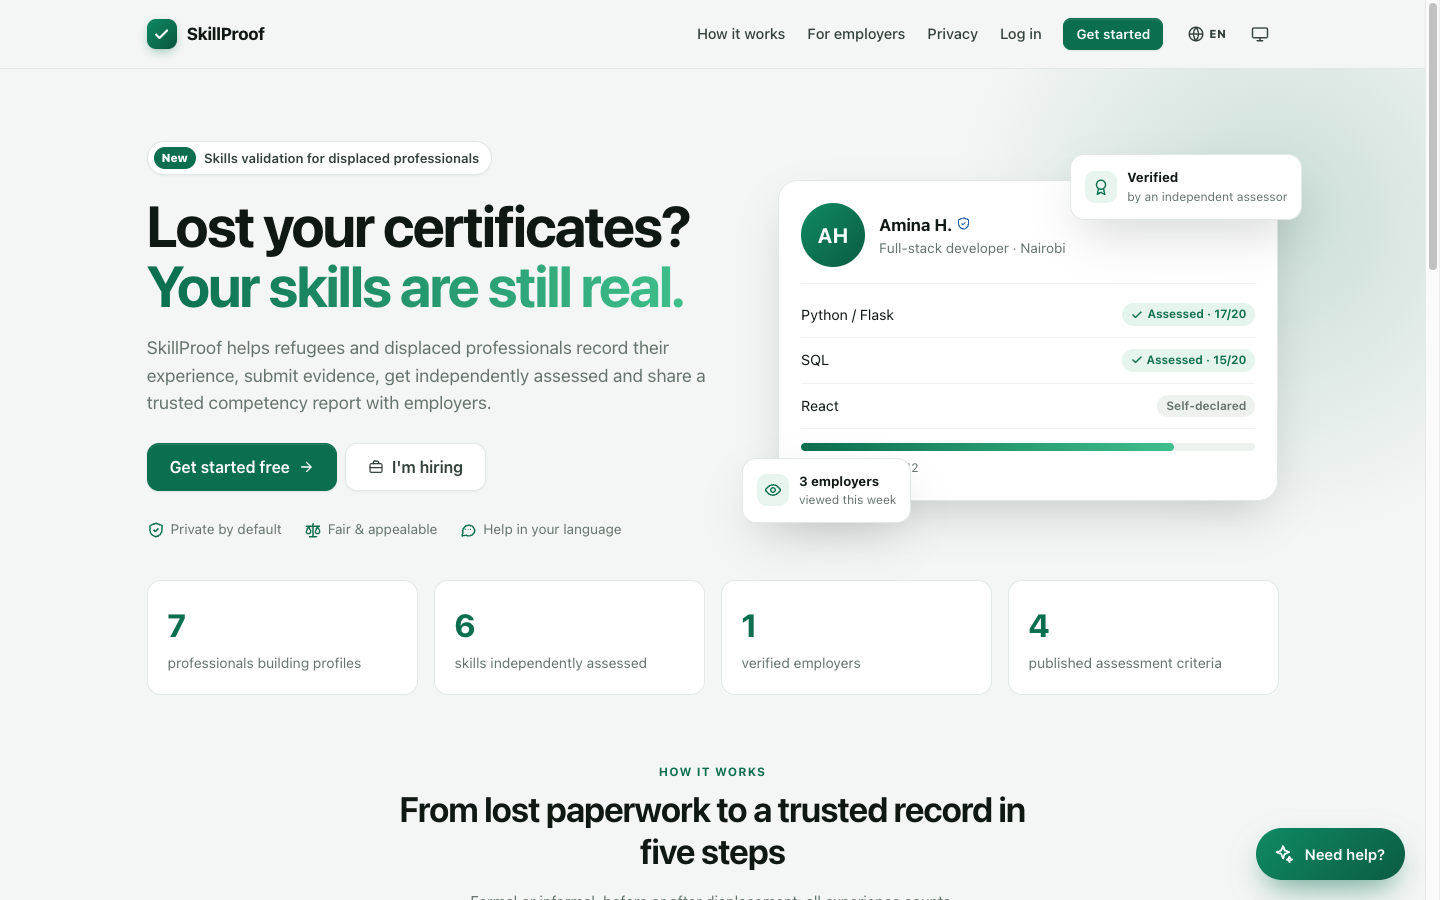 SkillProof
How it works
For employers
Privacy
Log in
Get started
EN
New
Skills validation for displaced professionals
Lost your certificates?
Your skills are still real.
SkillProof helps refugees and displaced professionals record their
experience, submit evidence, get independently assessed and share a
trusted competency report with employers.
Get started free
I'm hiring
Private by default
Fair & appealable
Help in your language
Verified
by an independent assessor
AH
Amina H.
Full-stack developer · Nairobi
Python / Flask
Assessed · 17/20
SQL
Assessed · 15/20
React
Self-declared
3 employers
viewed this week
7
professionals building profiles
6
skills independently assessed
1
verified employers
4
published assessment criteria
HOW IT WORKS
From lost paperwork to a trusted record in
five steps
Need help?